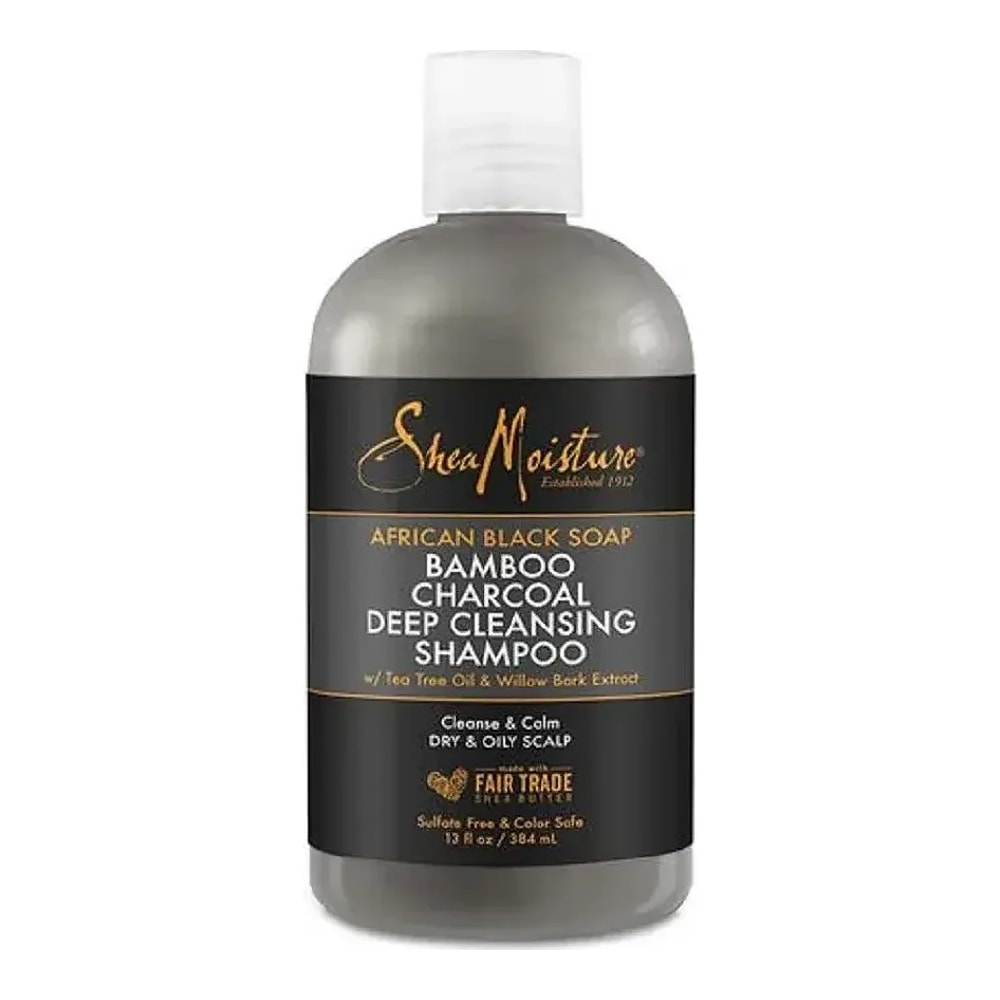 SheaMoisture®
Established 1912
AFRICAN BLACK SOAP
BAMBOO
CHARCOAL
DEEP CLEANSING
SHAMPOO
w/ Tea Tree Oil & Willow Bark Extract
Cleanse & Calm
DRY & OILY SCALP
made with
FAIR TRADE
SHEA BUTTER
Sulfate Free & Color Safe
13 fl oz / 384 mL